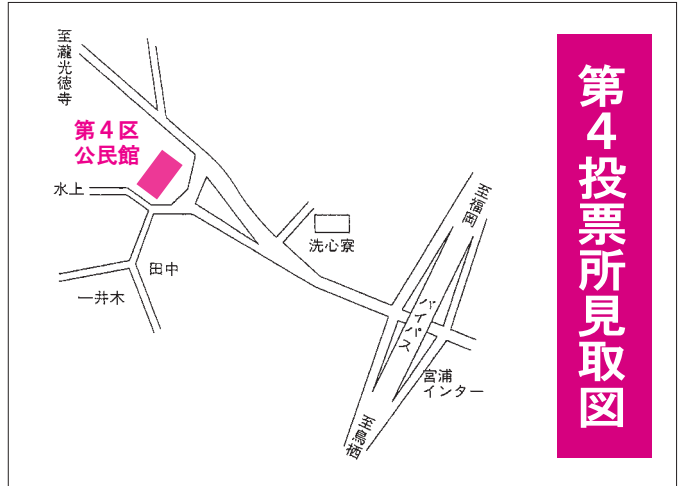 第4投票所見取図
至瀧光徳寺
第4区
公民館
水上
田中
一井木
洗心寮
至福岡
バイパス
宮浦
インター
至鳥栖